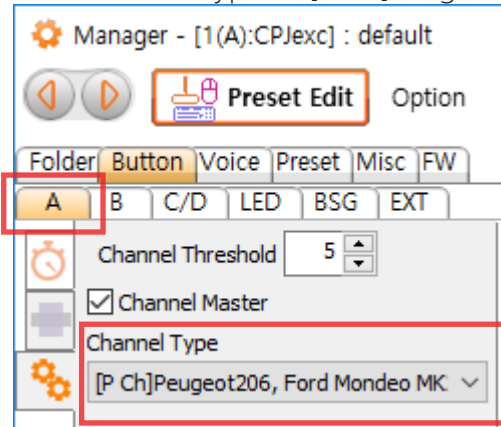 Manager - [1(A):CPJexc] : default
Preset Edit Option
Folder Button Voice Preset Misc FW
A B C/D LED BSG EXT
Channel Threshold 5
Channel Master
Channel Type
[P Ch]Peugeot206, Ford Mondeo MK